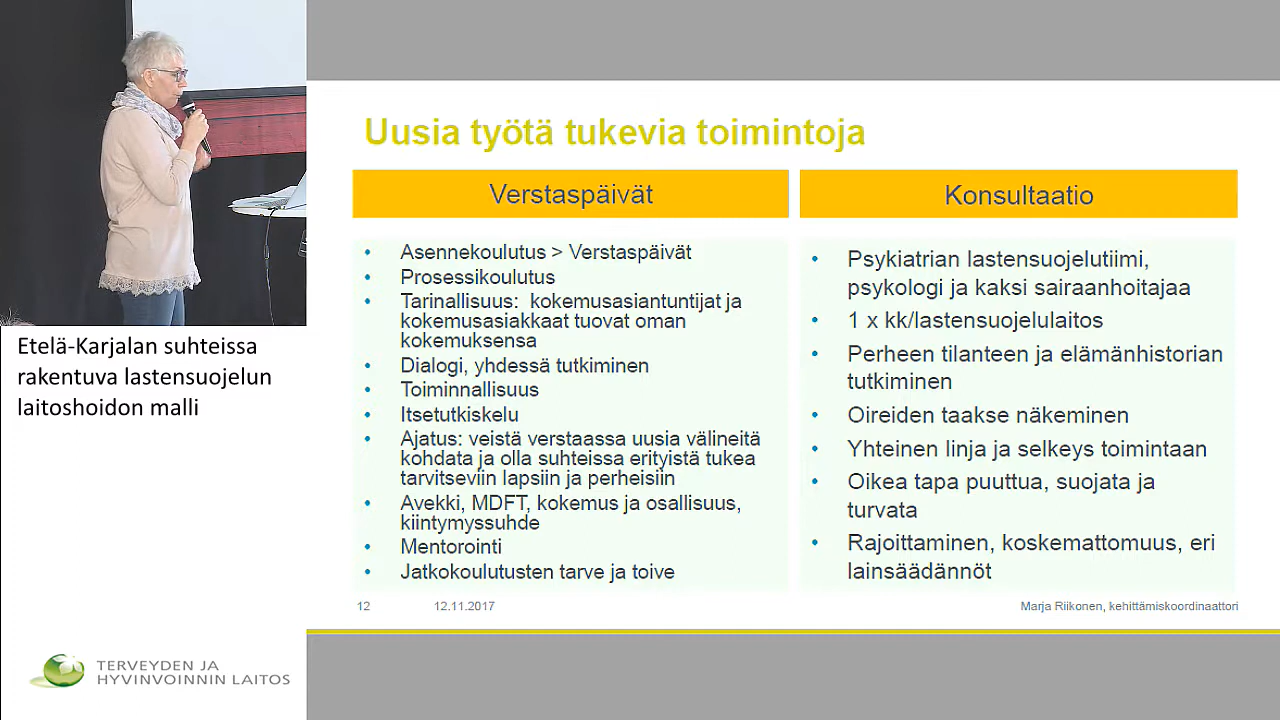 Uusia työtä tukevia toimintoja
Verstaspäivät
• Asennekoulutus > Verstaspäivät
• Prosessikoulutus
• Tarinallisuus: kokemusasiantuntijat ja
kokemusasiakkaat tuovat oman
kokemuksensa
• Dialogi, yhdessä tutkiminen
• Toiminnallisuus
• Itsetutkiskelu
• Ajatus: veistä verstaassa uusia välineitä
kohdata ja olla suhteissa erityistä tukea
tarvitseviin lapsiin ja perheisiin
• Avekki, MDFT, kokemus ja osallisuus,
kiintymyssuhde
• Mentorointi
• Jatkokoulutusten tarve ja toive
Konsultaatio
• Psykiatrian lastensuojelutiimi,
psykologi ja kaksi sairaanhoitajaa
• 1 x kk/lastensuojelulaitos
• Perheen tilanteen ja elämänhistorian
tutkiminen
• Oireiden taakse näkeminen
• Yhteinen linja ja selkeys toimintaan
• Oikea tapa puuttua, suojata ja
turvata
• Rajoittaminen, koskemattomuus, eri
lainsäädännöt
12 12.11.2017 Marja Riikonen, kehittämiskoordinaattori
Etelä-Karjalan suhteissa
rakentuva lastensuojelun
laitoshoidon malli
TERVEYDEN JA
HYVINVOINNIN LAITOS